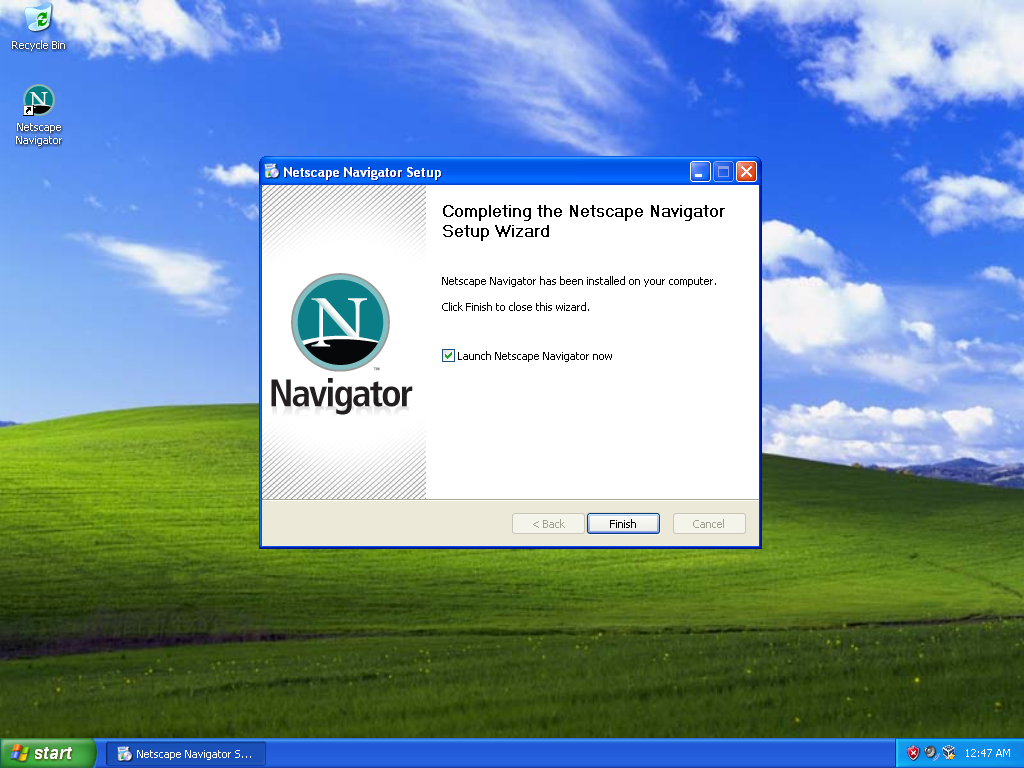 Recycle Bin
N
Netscape
Navigator
Netscape Navigator Setup
Completing the Netscape Navigator
Setup Wizard
Netscape Navigator has been installed on your computer.
Click Finish to close this wizard.
Launch Netscape Navigator now
N
™
Navigator
< Back
Finish
Cancel
start
Netscape Navigator S...
12:47 AM